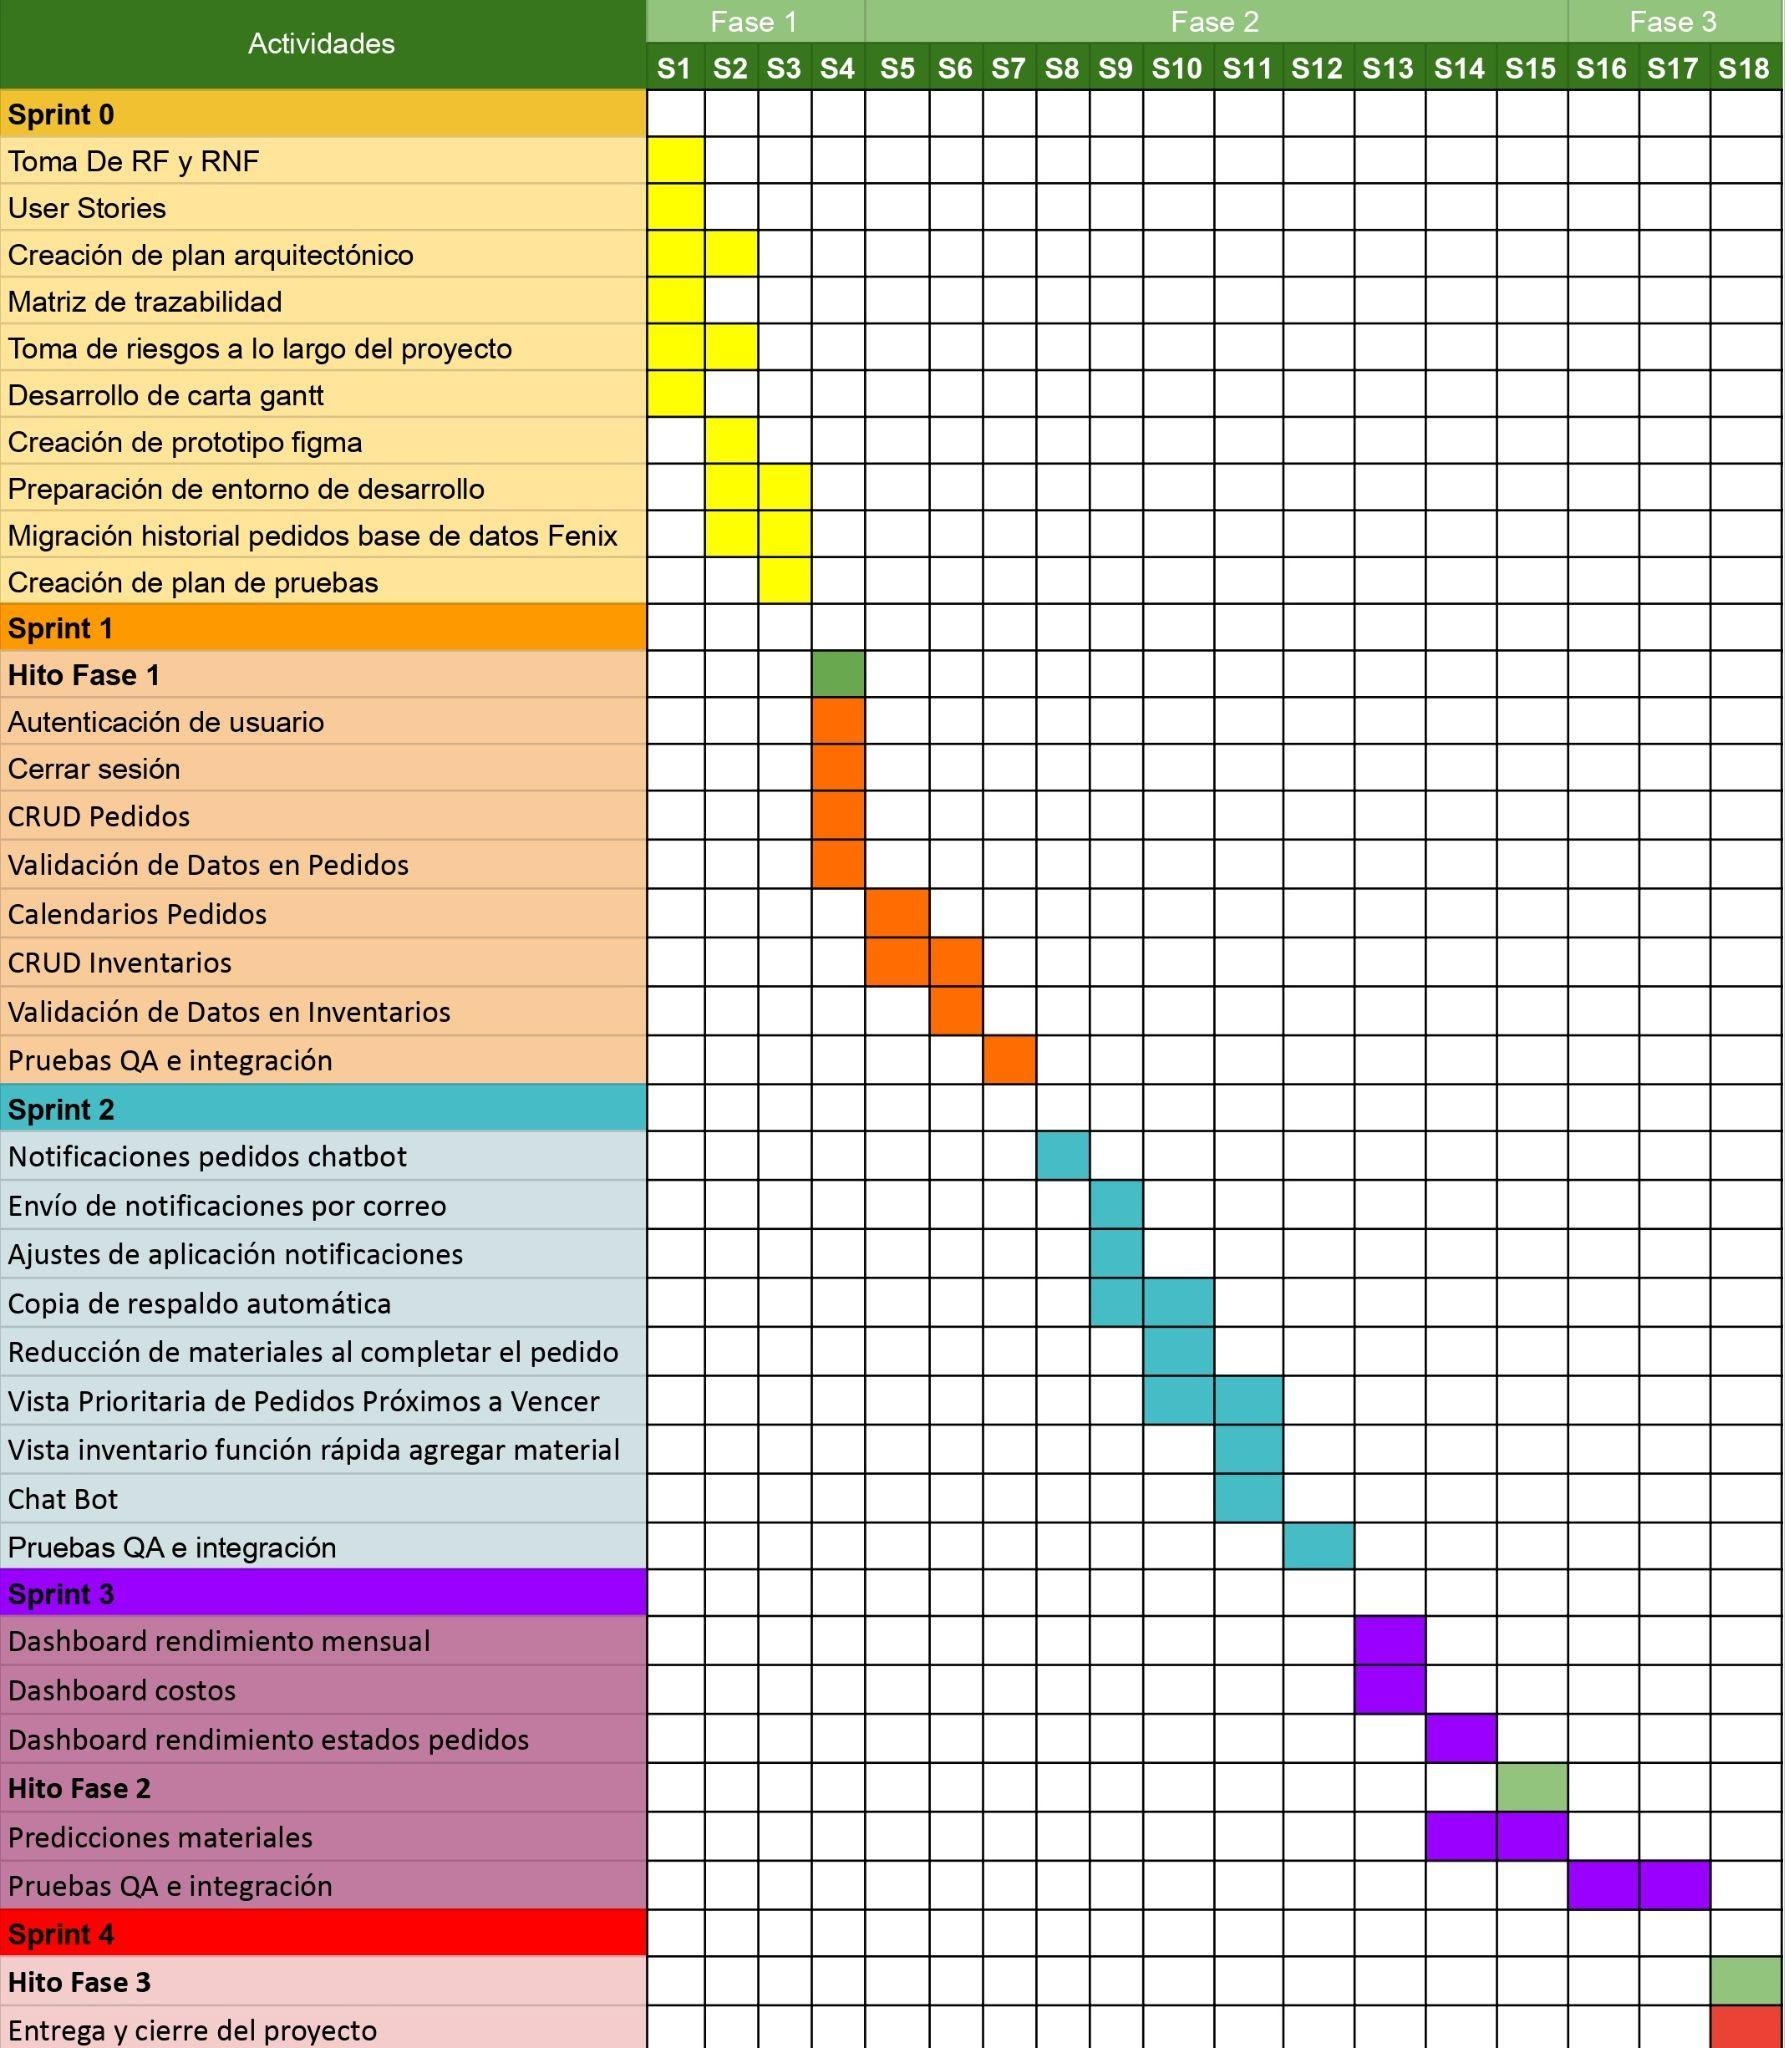 Actividades
Fase 1 Fase 2 Fase 3
S1 S2 S3 S4 S5 S6 S7 S8 S9 S10 S11 S12 S13 S14 S15 S16 S17 S18
Sprint 0
Toma De RF y RNF
User Stories
Creación de plan arquitectónico
Matriz de trazabilidad
Toma de riesgos a lo largo del proyecto
Desarrollo de carta gantt
Creación de prototipo figma
Preparación de entorno de desarrollo
Migración historial pedidos base de datos Fenix
Creación de plan de pruebas
Sprint 1
Hito Fase 1
Autenticación de usuario
Cerrar sesión
CRUD Pedidos
Validación de Datos en Pedidos
Calendarios Pedidos
CRUD Inventarios
Validación de Datos en Inventarios
Pruebas QA e integración
Sprint 2
Notificaciones pedidos chatbot
Envío de notificaciones por correo
Ajustes de aplicación notificaciones
Copia de respaldo automática
Reducción de materiales al completar el pedido
Vista Prioritaria de Pedidos Próximos a Vencer
Vista inventario función rápida agregar material
Chat Bot
Pruebas QA e integración
Sprint 3
Dashboard rendimiento mensual
Dashboard costos
Dashboard rendimiento estados pedidos
Hito Fase 2
Predicciones materiales
Pruebas QA e integración
Sprint 4
Hito Fase 3
Entrega y cierre del proyecto